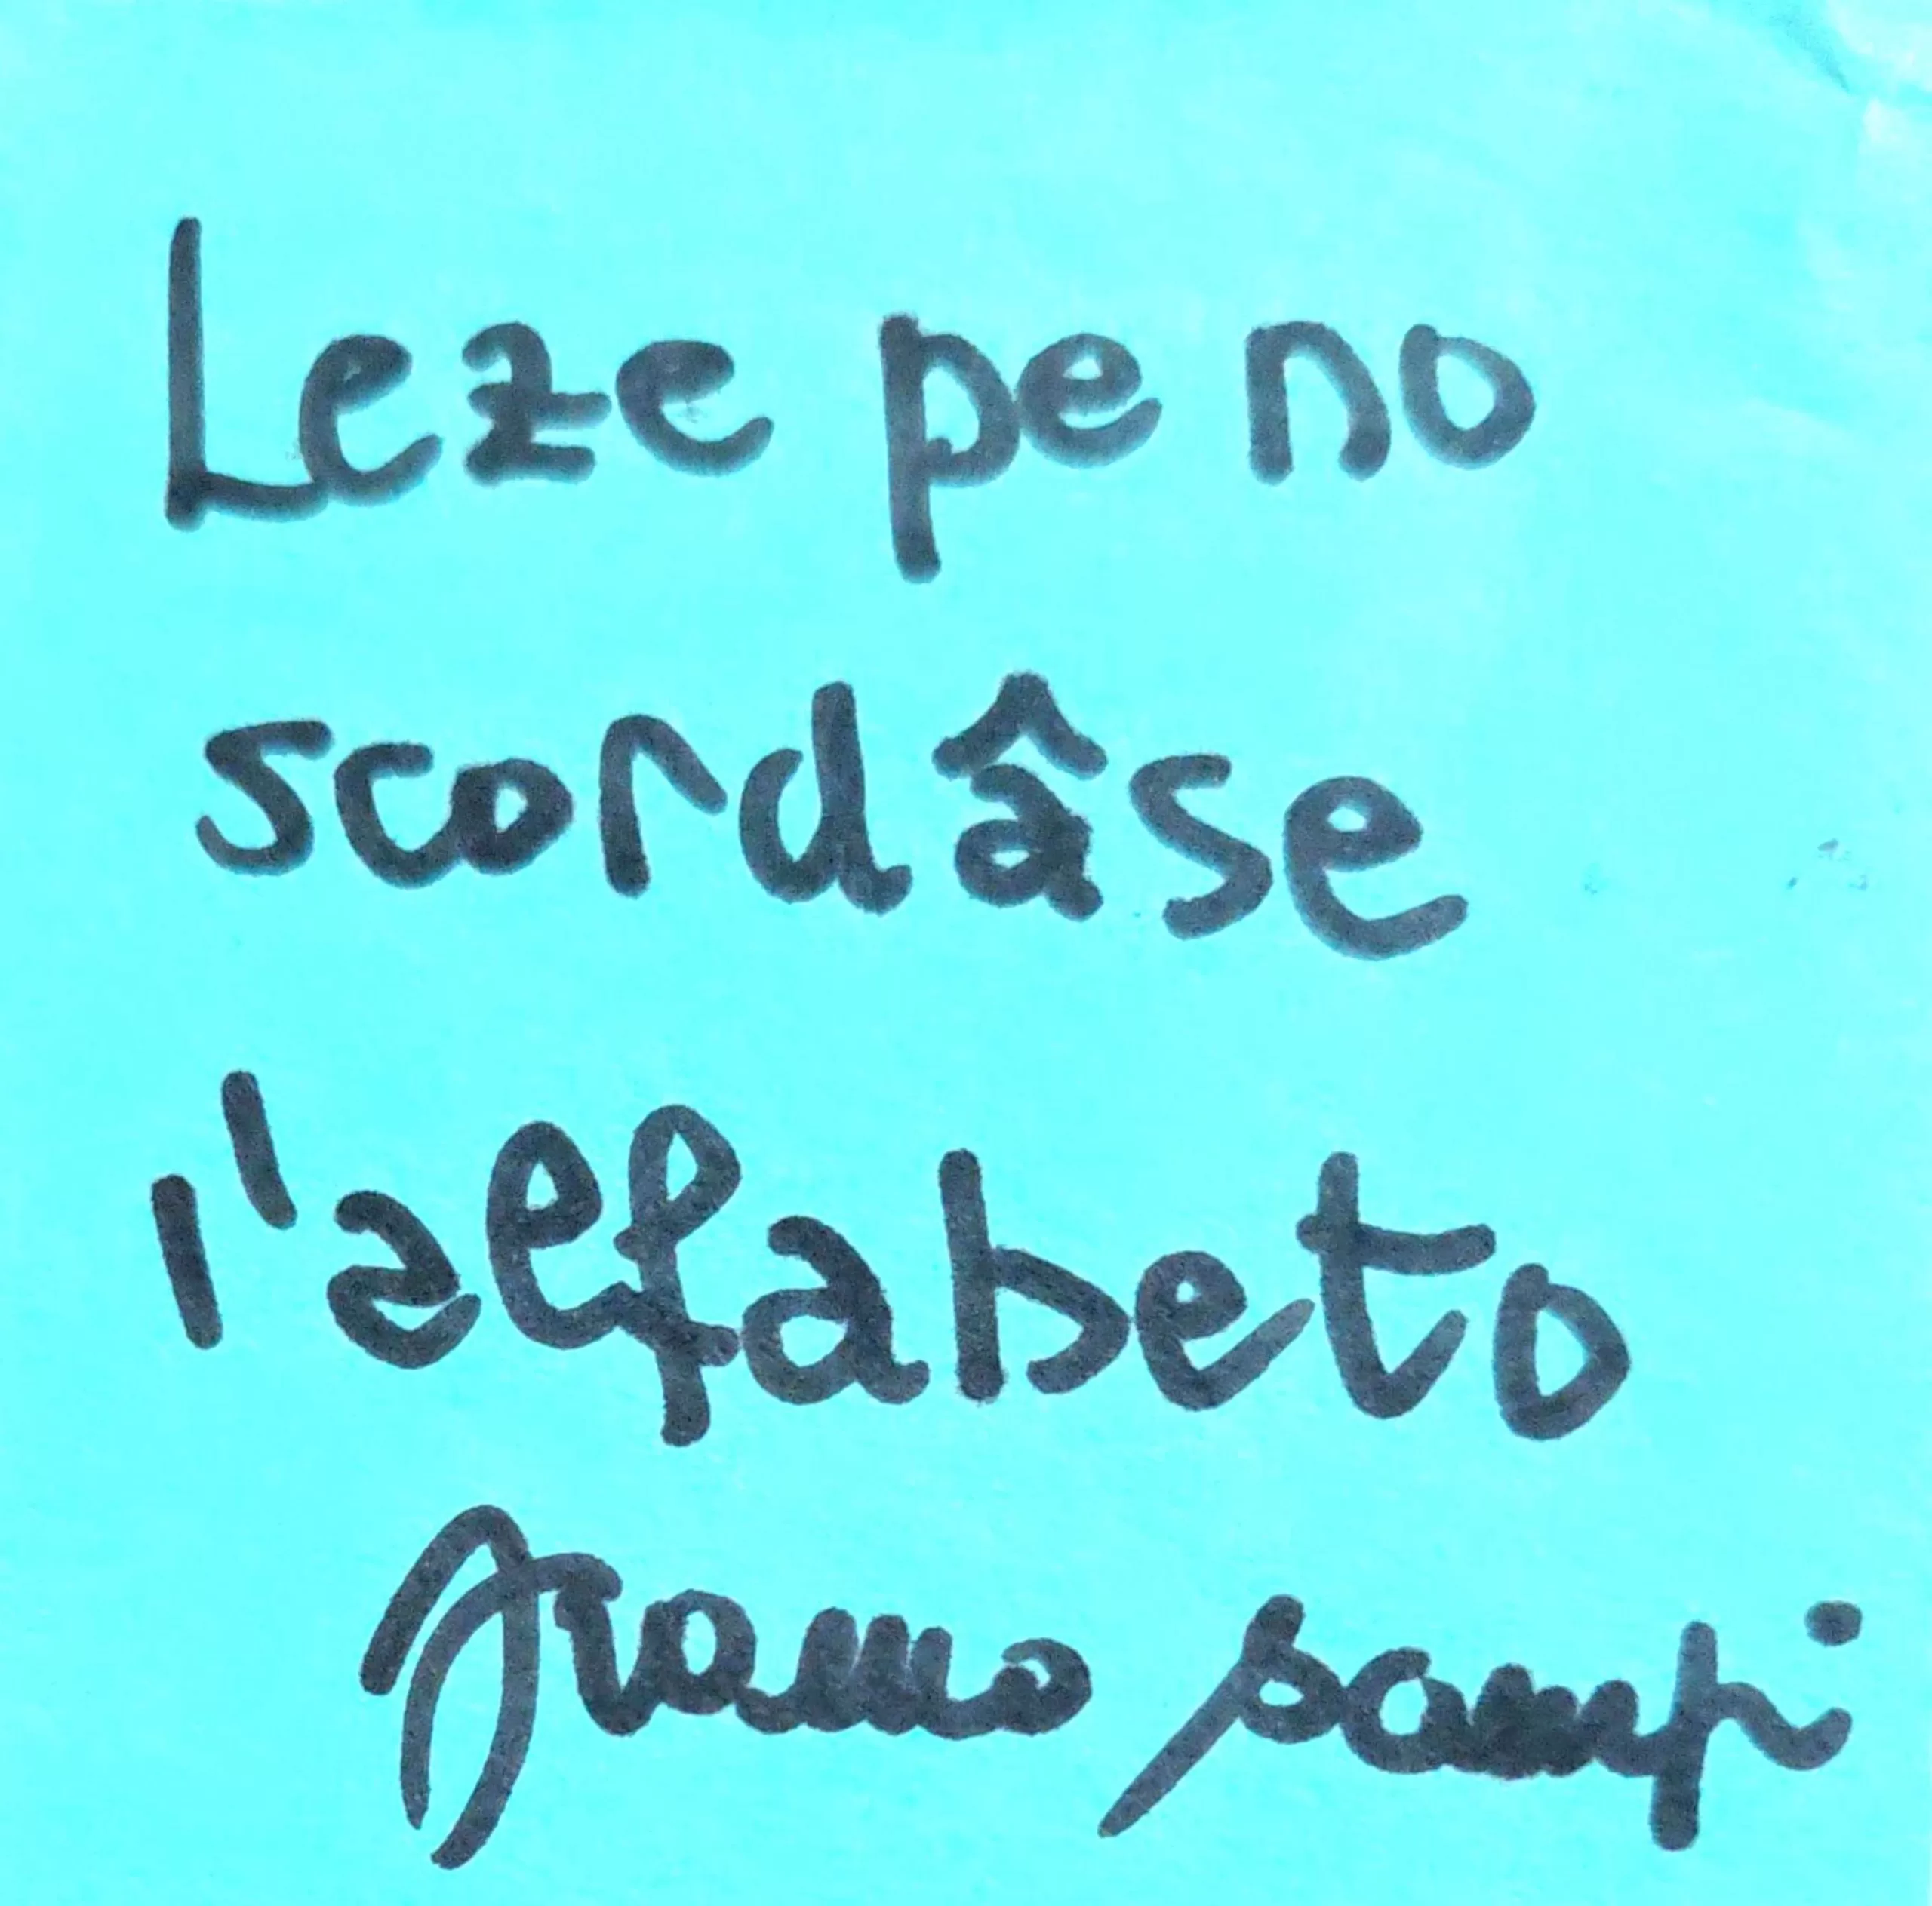 Leze pe no
scordâse
l'alfabeto